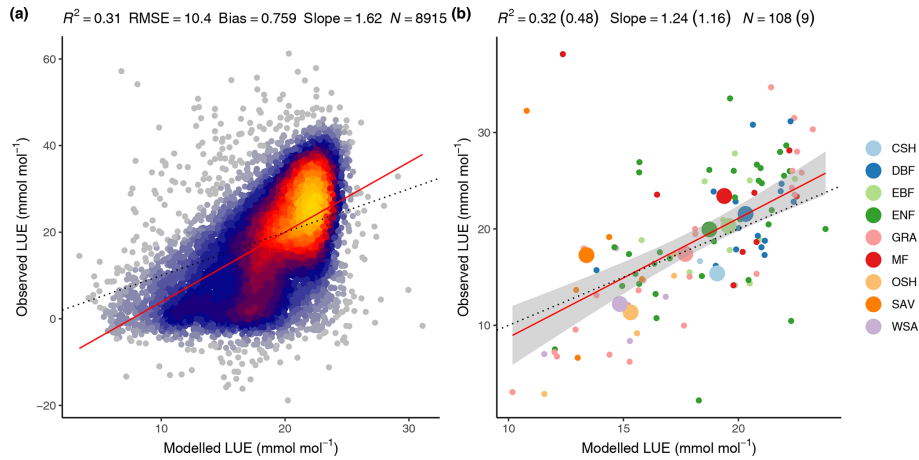 (a)
R² = 0.31 RMSE = 10.4 Bias = 0.759 Slope = 1.62 N = 8915
Observed LUE (mmol mol⁻¹)
60
40
20
0
−20
10 20 30
Modelled LUE (mmol mol⁻¹)
(b)
R² = 0.32 (0.48) Slope = 1.24 (1.16) N = 108 (9)
Observed LUE (mmol mol⁻¹)
30
20
10
10 15 20
Modelled LUE (mmol mol⁻¹)
CSH
DBF
EBF
ENF
GRA
MF
OSH
SAV
WSA